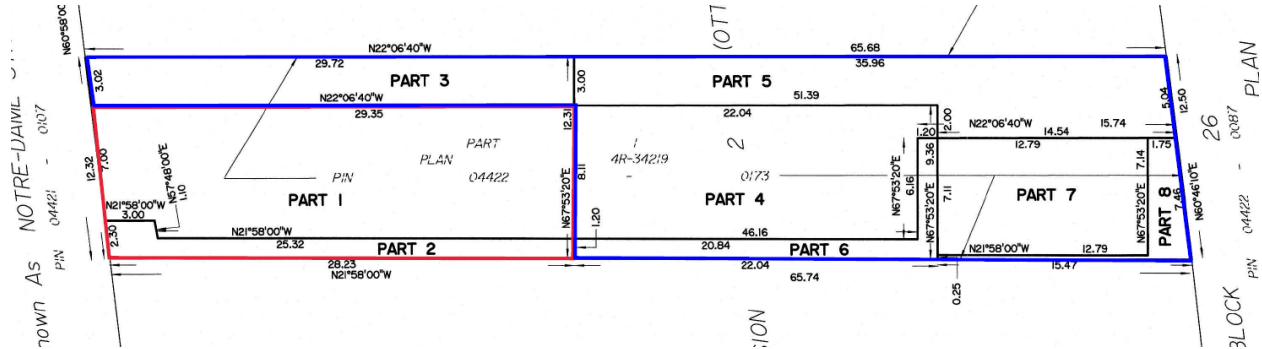 N60°58'00"
N22°06'40"W
65.68
29.72
35.96
(OTT
3.02
PART 3
3.00
PART 5
5.04
12.50
N22°06'40"W
51.39
29.35
12.31
22.04
2.00
N22°06'40"W
15.74
1.20
14.54
12.79
1.75
PART
1
2
PLAN
4R-34219
PIN
04422
-
0173
12.32
7.00
8.11
9.36
7.14
N57°48'00"E
1.10
N67°53'20"E
6.16
N67°53'20"E
7.11
N67°53'20"E
N67°53'20"E
7.46
N60°46'10"E
PART 1
PART 4
PART 7
PART 8
N21°58'00"W
3.00
2.30
N21°58'00"W
25.32
PART 2
1.20
46.16
20.84
PART 6
N21°58'00"W
12.79
28.23
22.04
15.47
N21°58'00"W
65.74
0.25
nown As NOTRE-DAME
PIN 04421 - 0107
SION
BLOCK 26 PLAN
PIN 04422 - 0087